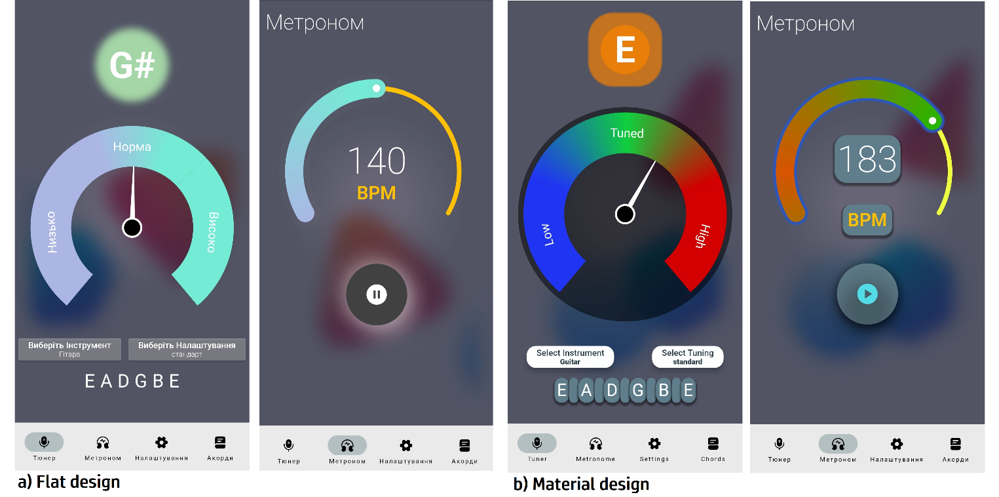 G#
Норма
Низько
Високо
Виберіть Інструмент
Гітара
Виберіть Налаштування
стандарт
E A D G B E
Тюнер
Метроном
Налаштування
Акорди
Метроном
140
BPM
Тюнер
Метроном
Налаштування
Акорди
a) Flat design
E
Tuned
Low
High
Select Instrument
Guitar
Select Tuning
standard
E A D G B E
Tuner
Metronome
Settings
Chords
Метроном
183
BPM
Тюнер
Метроном
Налаштування
Акорди
b) Material design